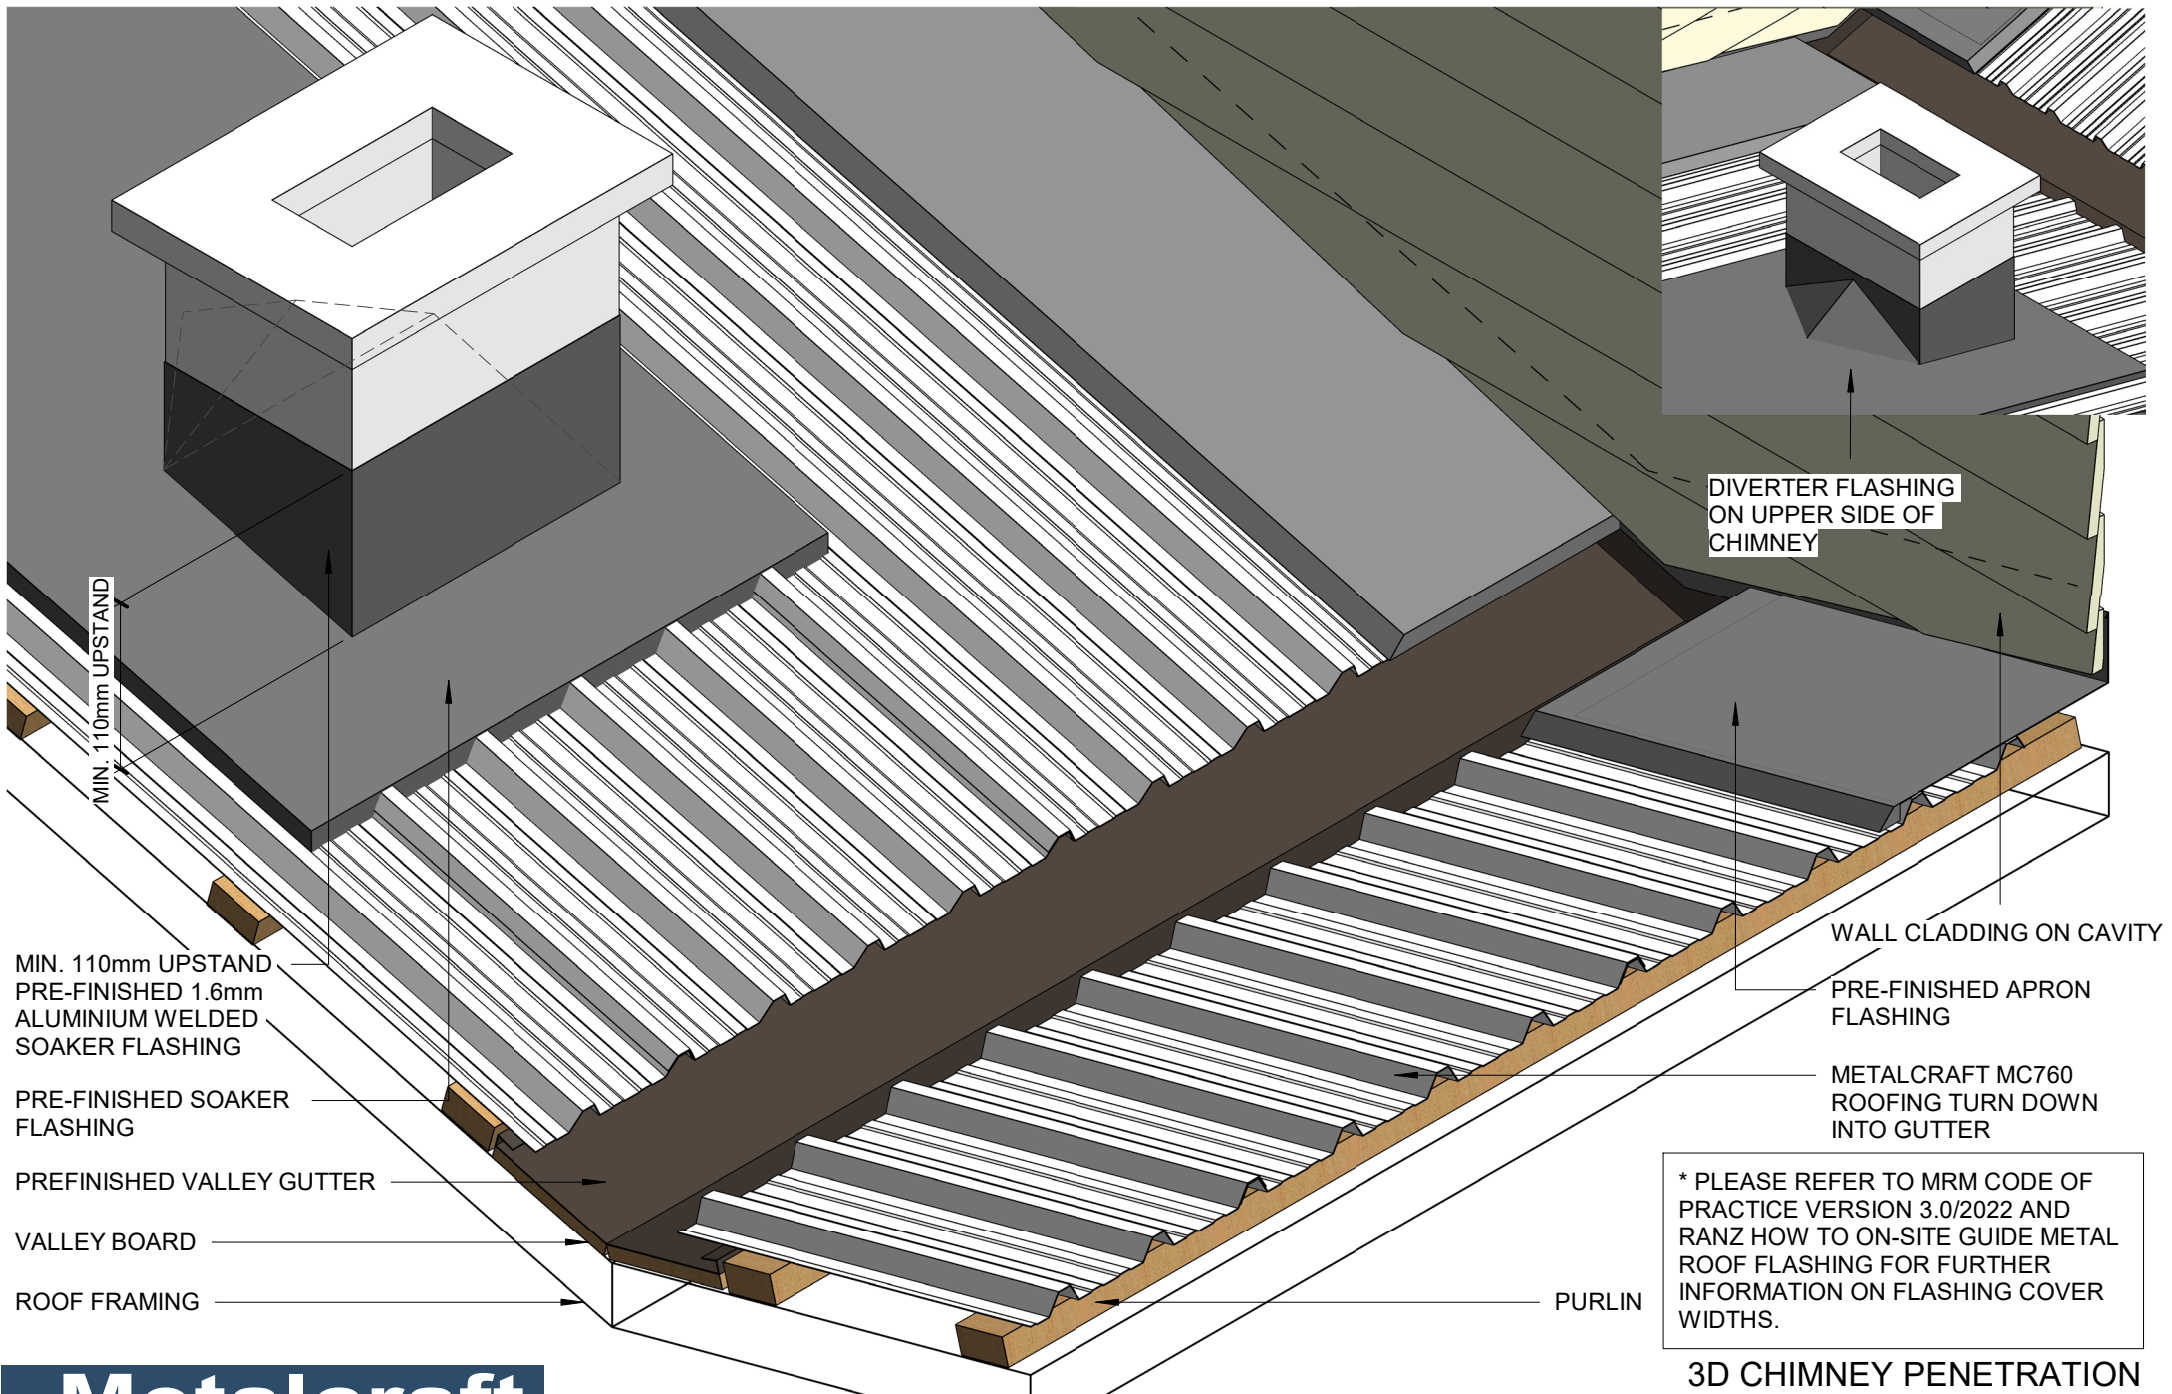 DIVERTER FLASHING
ON UPPER SIDE OF
CHIMNEY
MIN. 110mm UPSTAND
MIN. 110mm UPSTAND
PRE-FINISHED 1.6mm
ALUMINIUM WELDED
SOAKER FLASHING
PRE-FINISHED SOAKER
FLASHING
PREFINISHED VALLEY GUTTER
VALLEY BOARD
ROOF FRAMING
WALL CLADDING ON CAVITY
PRE-FINISHED APRON
FLASHING
METALCRAFT MC760
ROOFING TURN DOWN
INTO GUTTER
PURLIN
* PLEASE REFER TO MRM CODE OF
PRACTICE VERSION 3.0/2022 AND
RANZ HOW TO ON-SITE GUIDE METAL
ROOF FLASHING FOR FURTHER
INFORMATION ON FLASHING COVER
WIDTHS.
3D CHIMNEY PENETRATION
Metalcraft